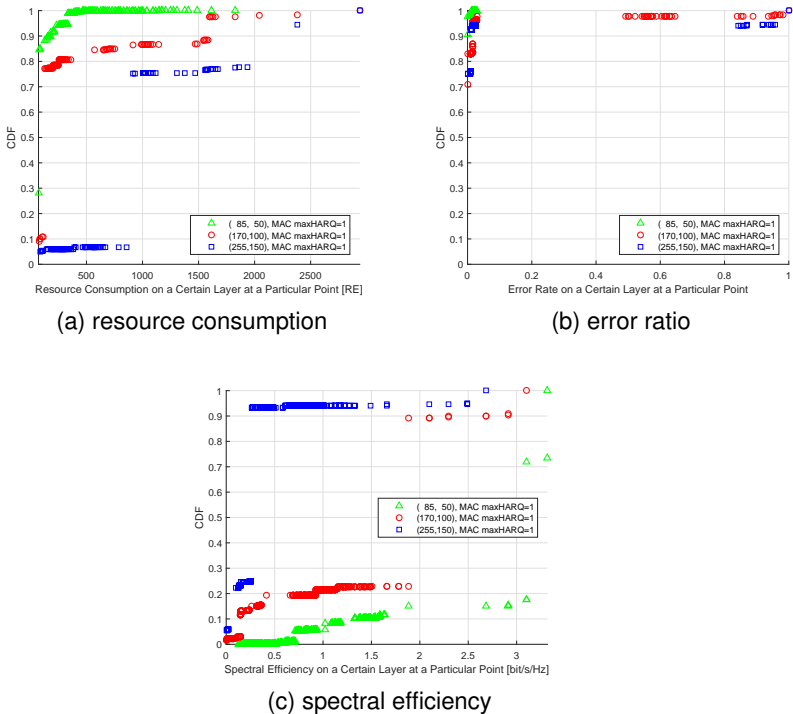 1
0.9
0.8
0.7
0.6
0.5
0.4
0.3
0.2
0.1
0
CDF
500 1000 1500 2000 2500
Resource Consumption on a Certain Layer at a Particular Point [RE]
( 85, 50), MAC maxHARQ=1
(170,100), MAC maxHARQ=1
(255,150), MAC maxHARQ=1
(a) resource consumption
1
0.9
0.8
0.7
0.6
0.5
0.4
0.3
0.2
0.1
0
CDF
0 0.2 0.4 0.6 0.8 1
Error Rate on a Certain Layer at a Particular Point
( 85, 50), MAC maxHARQ=1
(170,100), MAC maxHARQ=1
(255,150), MAC maxHARQ=1
(b) error ratio
1
0.9
0.8
0.7
0.6
0.5
0.4
0.3
0.2
0.1
0
CDF
0 0.5 1 1.5 2 2.5 3
Spectral Efficiency on a Certain Layer at a Particular Point [bit/s/Hz]
( 85, 50), MAC maxHARQ=1
(170,100), MAC maxHARQ=1
(255,150), MAC maxHARQ=1
(c) spectral efficiency